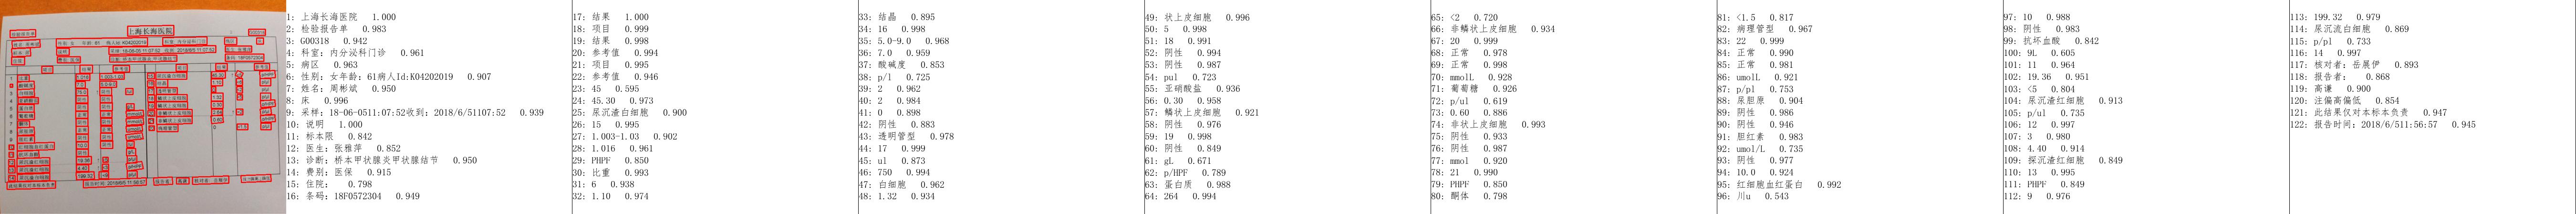 上海长海医院
1: 上海长海医院 1.000
2: 检验报告单 0.983
3: G00318 0.942
4: 科室: 内分泌科门诊 0.961
5: 病区 0.963
6: 性别: 女年龄: 61病人Id:K04202019 0.907
7: 姓名: 周彬斌 0.950
8: 床 0.996
9: 采样: 18-06-0511:07:52收到: 2018/6/51107:52 0.939
10: 说明 1.000
11: 标本限 0.842
12: 医生: 张雅萍 0.852
13: 诊断: 桥本甲状腺炎甲状腺结节 0.950
14: 费别: 医保 0.915
15: 住院: 0.798
16: 条码: 18F0572304 0.949
17: 结果 1.000
18: 项目 0.999
19: 结果 0.998
20: 参考值 0.994
21: 项目 0.995
22: 参考值 0.946
23: 45 0.595
24: 45.30 0.973
25: 尿沉渣白细胞 0.900
26: 15 0.995
27: 1.003-1.03 0.902
28: 1.016 0.961
29: PHPF 0.850
30: 比重 0.993
31: 6 0.938
32: 1.10 0.974
33: 结晶 0.895
34: 16 0.998
35: 5.0-9.0 0.968
36: 7.0 0.959
37: 酸碱度 0.853
38: p/l 0.725
39: 2 0.962
40: 2 0.984
41: 0 0.898
42: 阴性 0.883
43: 透明管型 0.978
44: 17 0.999
45: ul 0.873
46: 750 0.994
47: 白细胞 0.962
48: 1.32 0.934
49: 状上皮细胞 0.996
50: 5 0.998
51: 18 0.991
52: 阴性 0.994
53: 阴性 0.987
54: pul 0.723
55: 亚硝酸盐 0.936
56: 0.30 0.958
57: 鳞状上皮细胞 0.921
58: 阴性 0.976
59: 19 0.998
60: 阴性 0.849
61: gL 0.671
62: p/HPF 0.789
63: 蛋白质 0.988
64: 264 0.994
65: <2 0.720
66: 非鳞状上皮细胞 0.934
67: 20 0.999
68: 正常 0.978
69: 正常 0.998
70: mmolL 0.928
71: 葡萄糖 0.926
72: p/ul 0.619
73: 0.60 0.886
74: 非状上皮细胞 0.993
75: 阴性 0.933
76: 阴性 0.987
77: mmol 0.920
78: 21 0.990
79: PHPF 0.850
80: 酮体 0.798
81: <1.5 0.817
82: 病理管型 0.967
83: 22 0.999
84: 正常 0.990
85: 正常 0.981
86: umolL 0.921
87: p/pl 0.753
88: 尿胆原 0.904
89: 阴性 0.986
90: 阴性 0.946
91: 胆红素 0.983
92: umol/L 0.735
93: 阴性 0.977
94: 10.0 0.924
95: 红细胞血红蛋白 0.992
96: 川u 0.543
97: 10 0.988
98: 阴性 0.983
99: 抗坏血酸 0.842
100: 9L 0.605
101: 11 0.964
102: 19.36 0.951
103: <5 0.804
104: 尿沉渣红细胞 0.913
105: p/ul 0.735
106: 12 0.997
107: 3 0.980
108: 4.40 0.914
109: 探沉渣红细胞 0.849
110: 13 0.995
111: PHPF 0.849
112: 9 0.976
113: 199.32 0.979
114: 尿沉流白细胞 0.869
115: p/pl 0.733
116: 14 0.997
117: 核对者: 岳展伊 0.893
118: 报告者: 0.868
119: 高谦 0.900
120: 注偏高偏低 0.854
121: 此结果仅对本标本负责 0.947
122: 报告时间: 2018/6/511:56:57 0.945